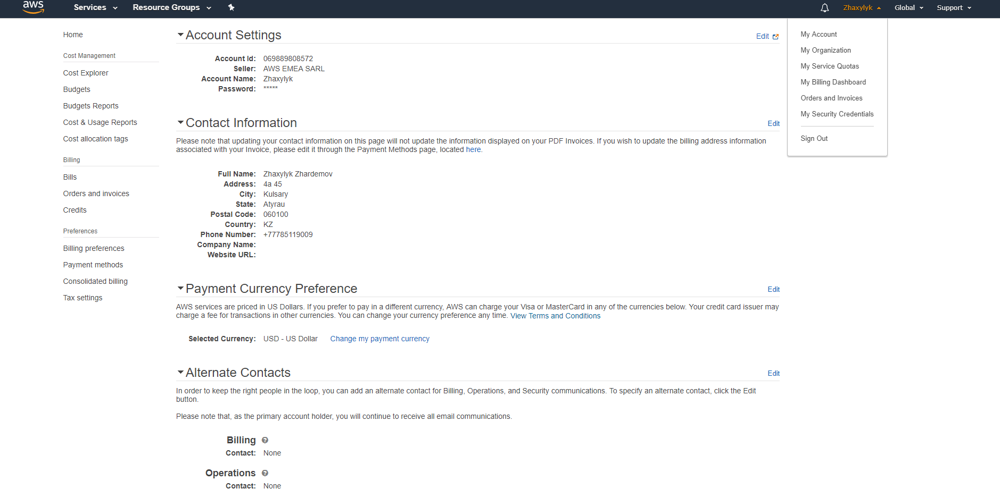 aws
Services
Resource Groups
Zhaxylyk
Global
Support
My Account
My Organization
My Service Quotas
My Billing Dashboard
Orders and Invoices
My Security Credentials
Sign Out
Home
Cost Management
Cost Explorer
Budgets
Budgets Reports
Cost & Usage Reports
Cost allocation tags
Billing
Bills
Orders and invoices
Credits
Preferences
Billing preferences
Payment methods
Consolidated billing
Tax settings
Account Settings
Edit
Account Id: 069889808572
Seller: AWS EMEA SARL
Account Name: Zhaxylyk
Password: *****
Contact Information
Edit
Please note that updating your contact information on this page will not update the information displayed on your PDF Invoices. If you wish to update the billing address information
associated with your Invoice, please edit it through the Payment Methods page, located here.
Full Name: Zhaxylyk Zhardemov
Address: 4a 45
City: Kulsary
State: Atyrau
Postal Code: 060100
Country: KZ
Phone Number: +77785119009
Company Name:
Website URL:
Payment Currency Preference
Edit
AWS services are priced in US Dollars. If you prefer to pay in a different currency, AWS can charge your Visa or MasterCard in any of the currencies below. Your credit card issuer may
charge a fee for transactions in other currencies. You can change your currency preference any time. View Terms and Conditions
Selected Currency: USD - US Dollar Change my payment currency
Alternate Contacts
Edit
In order to keep the right people in the loop, you can add an alternate contact for Billing, Operations, and Security communications. To specify an alternate contact, click the Edit
button.
Please note that, as the primary account holder, you will continue to receive all email communications.
Billing ?
Contact: None
Operations ?
Contact: None